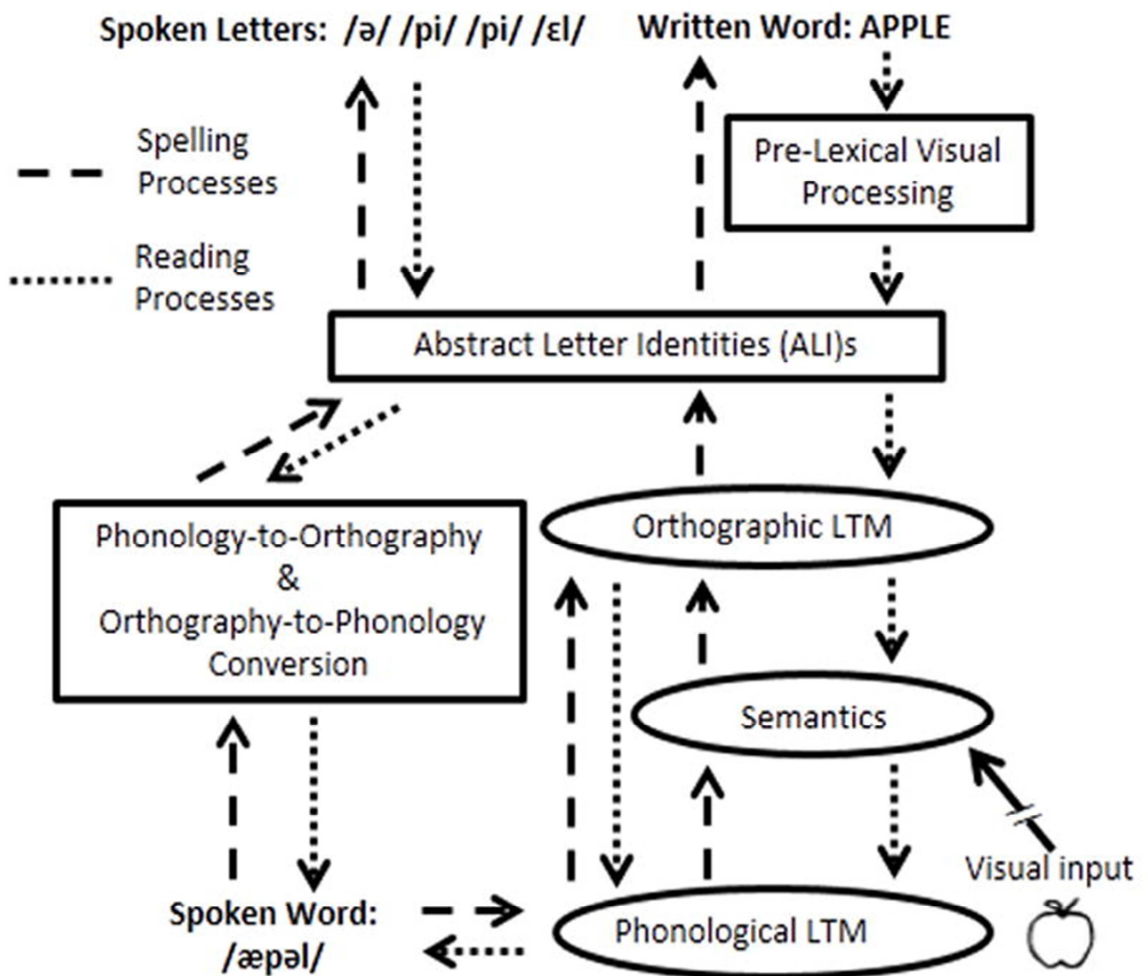 Spoken Letters: /ə/ /pi/ /pi/ /ɛl/
Written Word: APPLE
Spelling
Processes
Reading
Processes
Pre-Lexical Visual
Processing
Abstract Letter Identities (ALI)s
Phonology-to-Orthography
&
Orthography-to-Phonology
Conversion
Orthographic LTM
Semantics
Visual input
Phonological LTM
Spoken Word:
/æpəl/